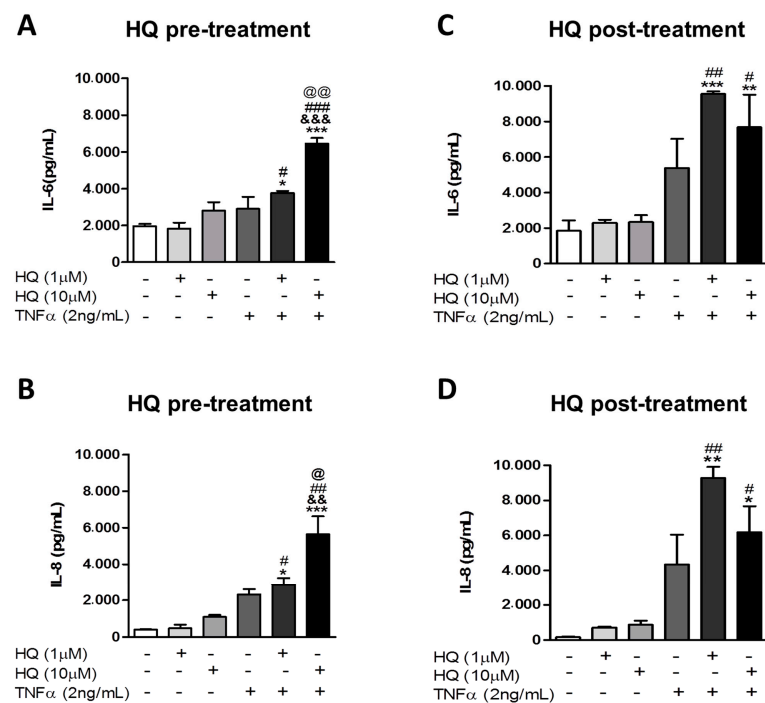 A
HQ pre-treatment
IL-6(pg/mL)
10.000
8.000
6.000
4.000
2.000
0
#
*
@@
###
&&&
***
HQ (1µM) - + - - + -
HQ (10µM) - - + - - +
TNFα (2ng/mL) - - - + + +
C
HQ post-treatment
IL-6 (pg/mL)
10.000
8.000
6.000
4.000
2.000
0
##
***
#
**
HQ (1µM) - + - - + -
HQ (10µM) - - + - - +
TNFα (2ng/mL) - - - + + +
B
HQ pre-treatment
IL-8 (pg/mL)
10.000
8.000
6.000
4.000
2.000
0
#
*
@
##
&&
***
HQ (1µM) - + - - + -
HQ (10µM) - - + - - +
TNFα (2ng/mL) - - - + + +
D
HQ post-treatment
IL-8 (pg/mL)
10.000
8.000
6.000
4.000
2.000
0
##
**
#
*
HQ (1µM) - + - - + -
HQ (10µM) - - + - - +
TNFα (2ng/mL) - - - + + +